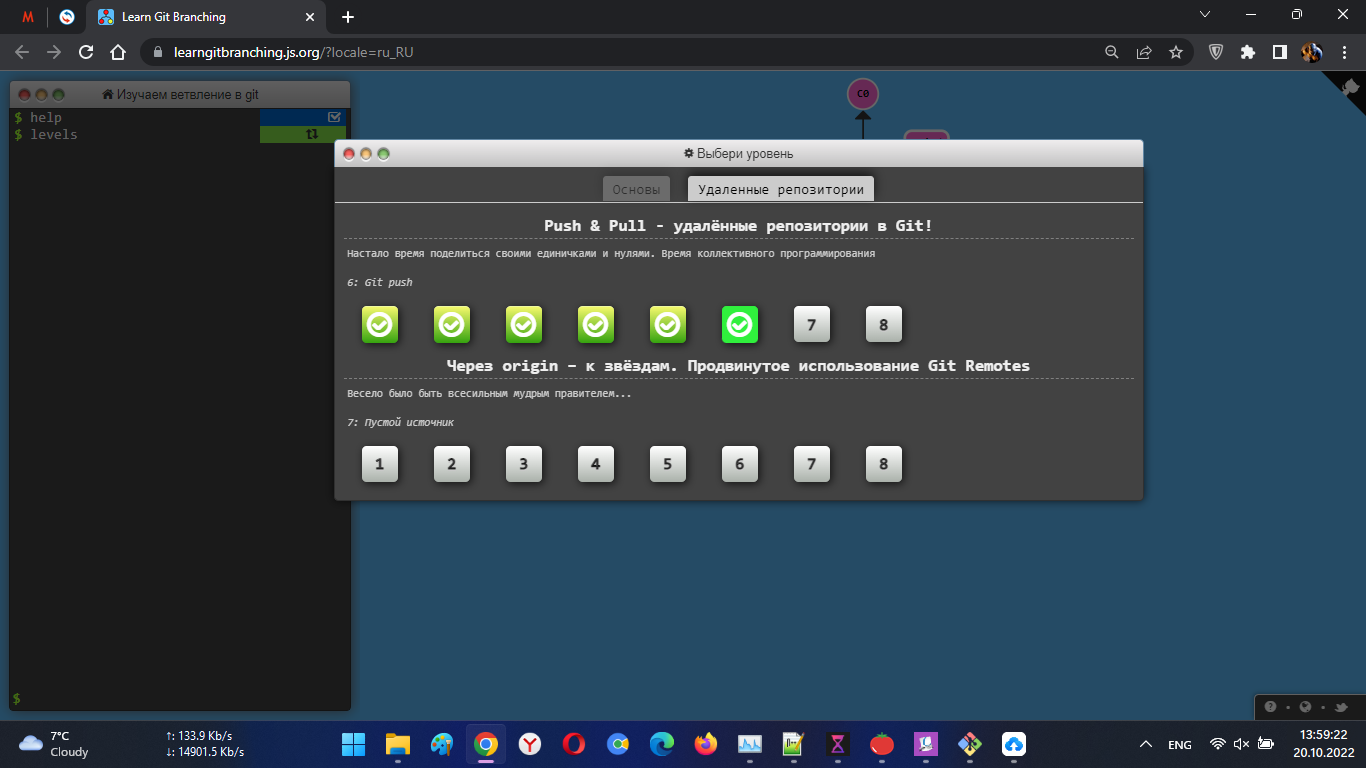 Learn Git Branching
learngitbranching.js.org/?locale=ru_RU
Изучаем ветвление в git
$ help
$ levels
$
C0
Выбери уровень
Основы
Удаленные репозитории
Push & Pull - удалённые репозитории в Git!
Настало время поделиться своими единичками и нулями. Время коллективного программирования
6: Git push
7 8
Через origin – к звёздам. Продвинутое использование Git Remotes
Весело было быть всесильным мудрым правителем...
7: Пустой источник
1 2 3 4 5 6 7 8
7°C
Cloudy
↑: 133.9 Kb/s
↓: 14901.5 Kb/s
ENG
13:59:22
20.10.2022